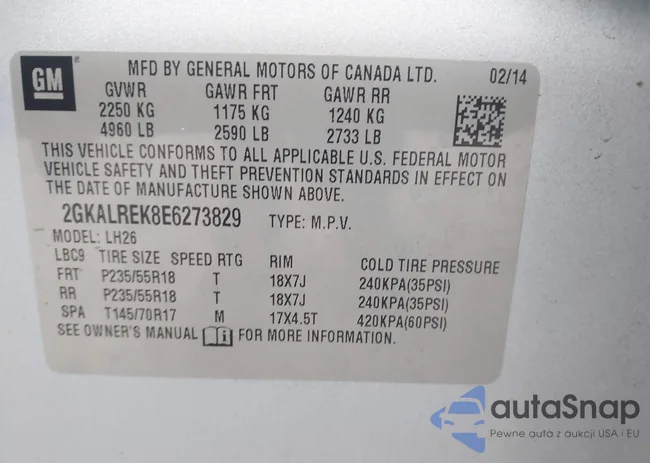 GM
MFD BY GENERAL MOTORS OF CANADA LTD. 02/14
GVWR GAWR FRT GAWR RR
2250 KG 1175 KG 1240 KG
4960 LB 2590 LB 2733 LB
THIS VEHICLE CONFORMS TO ALL APPLICABLE U.S. FEDERAL MOTOR
VEHICLE SAFETY AND THEFT PREVENTION STANDARDS IN EFFECT ON
THE DATE OF MANUFACTURE SHOWN ABOVE.
2GKALREK8E6273829 TYPE: M.P.V.
MODEL: LH26
LBC9 TIRE SIZE SPEED RTG RIM COLD TIRE PRESSURE
FRT P235/55R18 T 18X7J 240KPA(35PSI)
RR P235/55R18 T 18X7J 240KPA(35PSI)
SPA T145/70R17 M 17X4.5T 420KPA(60PSI)
SEE OWNER'S MANUAL i FOR MORE INFORMATION.
autaSnap
Pewne auta z aukcji USA i EU